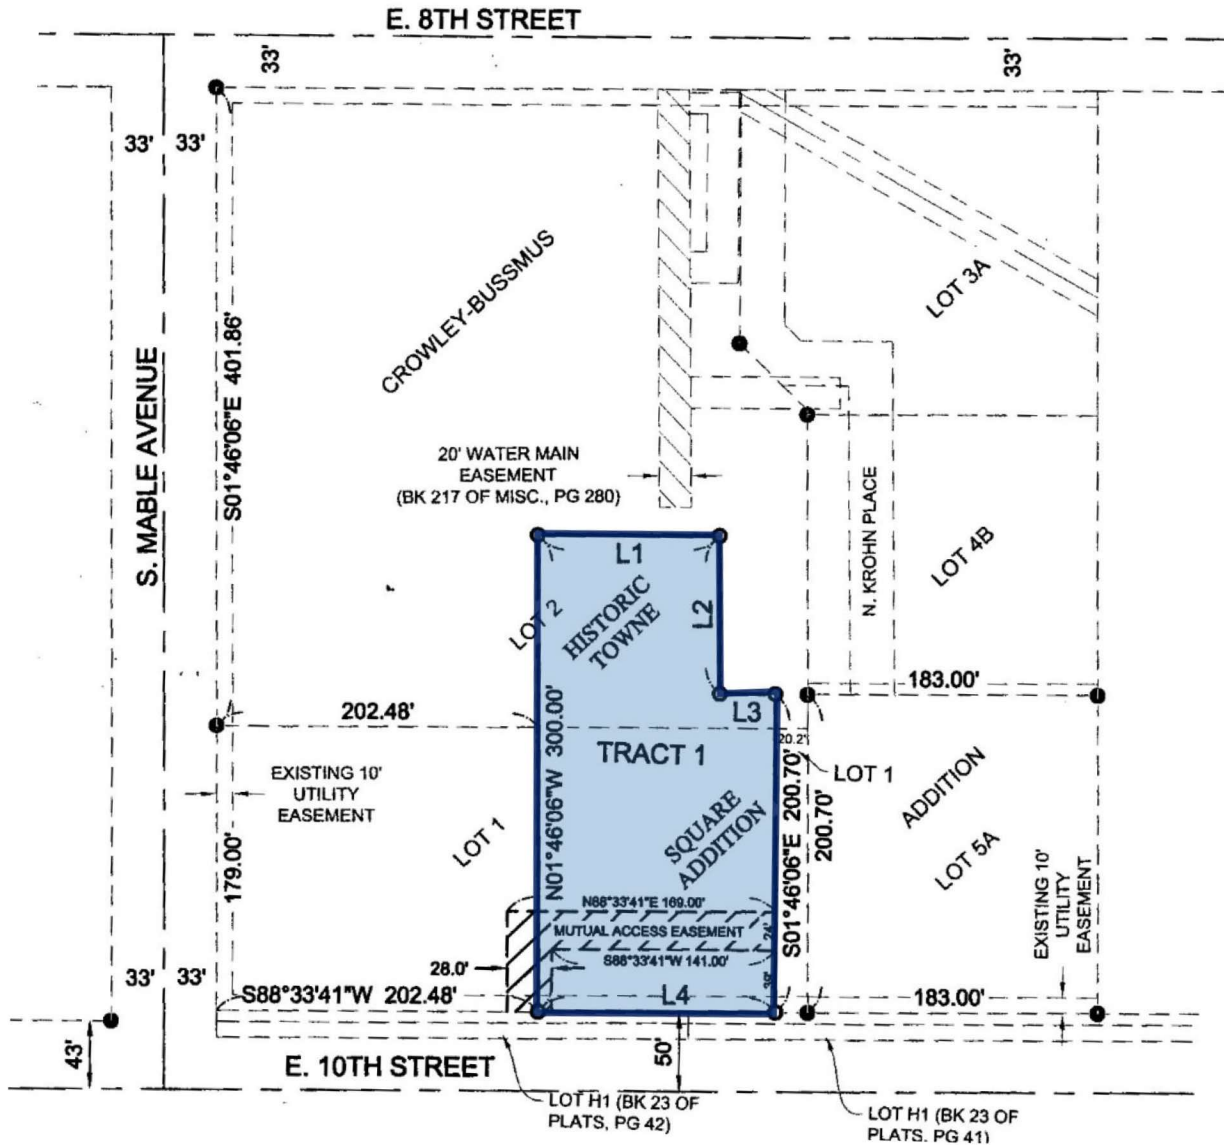 E. 8TH STREET
33'
33'
33'
33'
S. MABLE AVENUE
S01°46'06"E 401.86'
CROWLEY-BUSSMUS
LOT 3A
20' WATER MAIN
EASEMENT
(BK 217 OF MISC., PG 280)
N. KROHN PLACE
LOT 4B
L1
L2
LOT 2
HISTORIC
TOWNE
183.00'
L3
202.48'
20.2'
N01°46'06"W 300.00'
TRACT 1
S01°46'06"E 200.70'
200.70'
LOT 1
EXISTING 10'
UTILITY
EASEMENT
LOT 1
SQUARE
ADDITION
ADDITION
LOT 5A
179.00'
EXISTING 10'
UTILITY
EASEMENT
N88°33'41"E 169.00'
MUTUAL ACCESS EASEMENT
24'
S88°33'41"W 141.00'
28.0'
39'
33'
33'
S88°33'41"W 202.48'
L4
183.00'
43'
E. 10TH STREET
50'
LOT H1 (BK 23 OF
PLATS, PG 42)
LOT H1 (BK 23 OF
PLATS, PG 41)